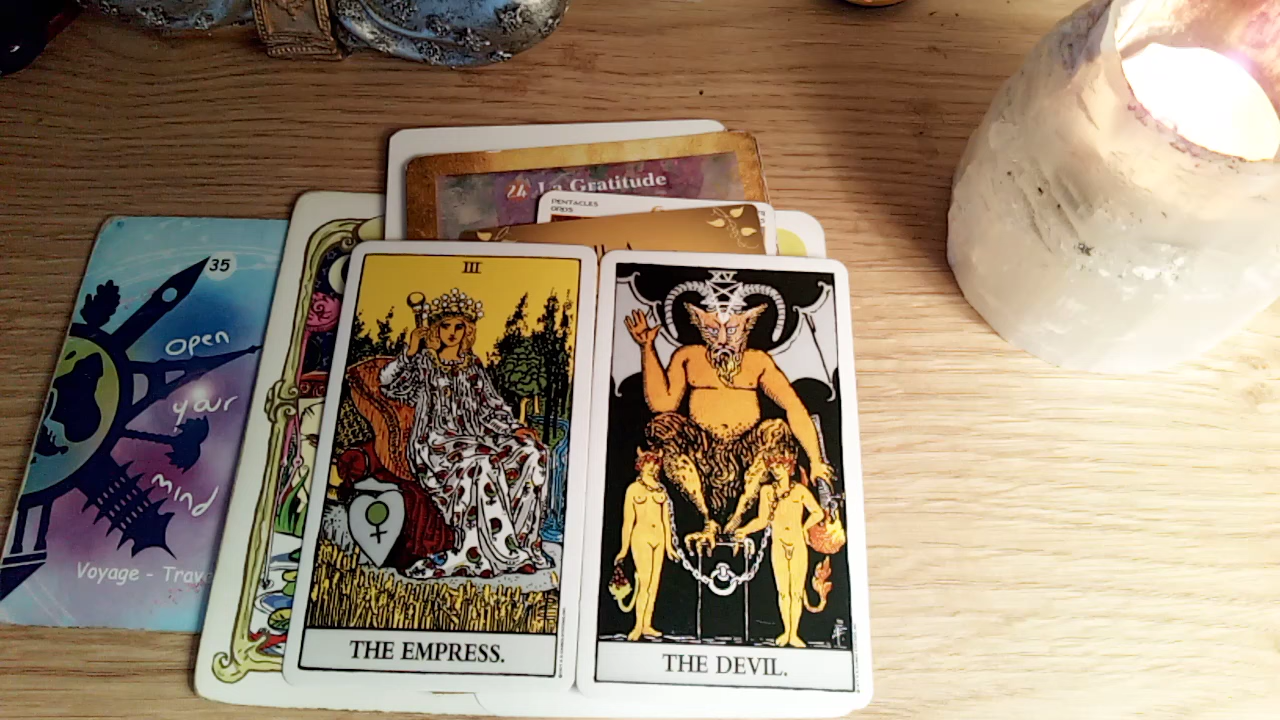 24 La Gratitude
PENTACLES
35
Open
your
mind
Voyage - Trave
III
THE EMPRESS.
XV
THE DEVIL.